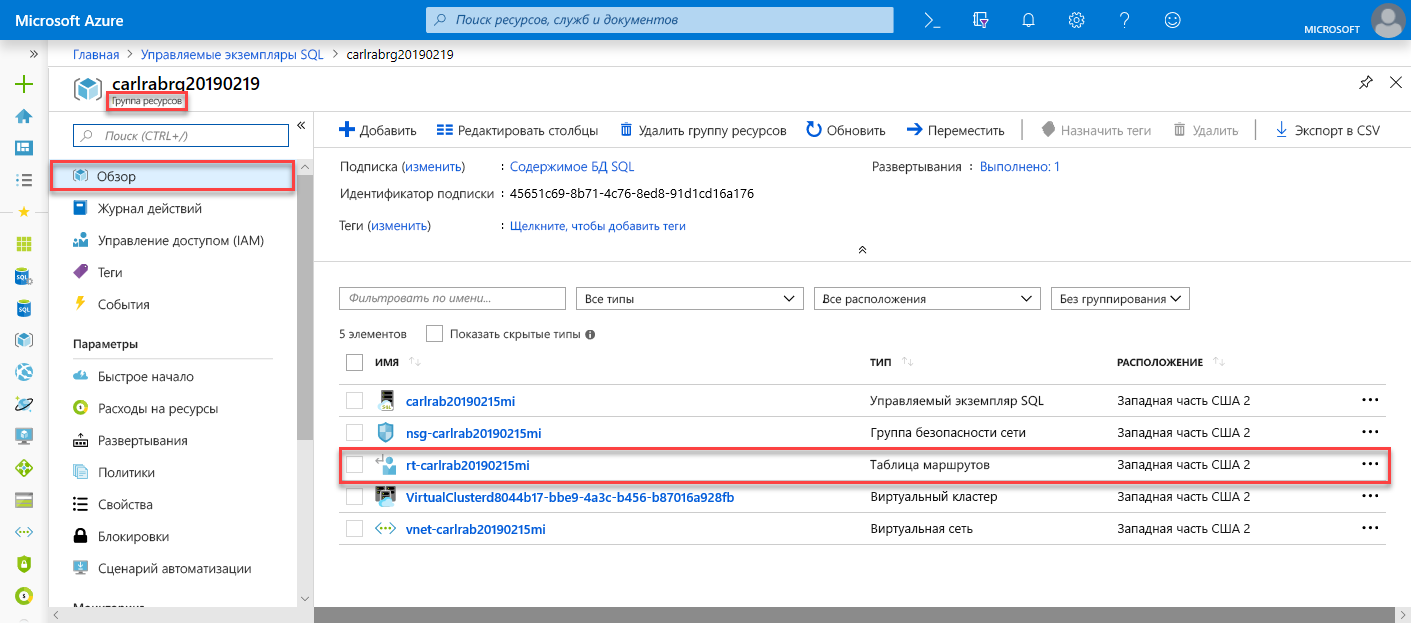 Microsoft Azure
Поиск ресурсов, служб и документов
MICROSOFT
Главная > Управляемые экземпляры SQL > carlrabrg20190219
carlrabrg20190219
Группа ресурсов
Поиск (CTRL+/)
Обзор
Журнал действий
Управление доступом (IAM)
Теги
События
Параметры
Быстрое начало
Расходы на ресурсы
Развертывания
Политики
Свойства
Блокировки
Сценарий автоматизации
Мониторинг
Добавить Редактировать столбцы Удалить группу ресурсов Обновить Переместить Назначить теги Удалить Экспорт в CSV
Подписка (изменить) : Содержимое БД SQL Развертывания : Выполнено: 1
Идентификатор подписки : 45651c69-8b71-4c76-8ed8-91d1cd16a176
Теги (изменить) : Щелкните, чтобы добавить теги
Фильтровать по имени... Все типы Все расположения Без группирования
5 элементов Показать скрытые типы
ИМЯ ТИП РАСПОЛОЖЕНИЕ
carlrab20190215mi Управляемый экземпляр SQL Западная часть США 2
nsg-carlrab20190215mi Группа безопасности сети Западная часть США 2
rt-carlrab20190215mi Таблица маршрутов Западная часть США 2
VirtualClusterd8044b17-bbe9-4a3c-b456-b87016a928fb Виртуальный кластер Западная часть США 2
vnet-carlrab20190215mi Виртуальная сеть Западная часть США 2